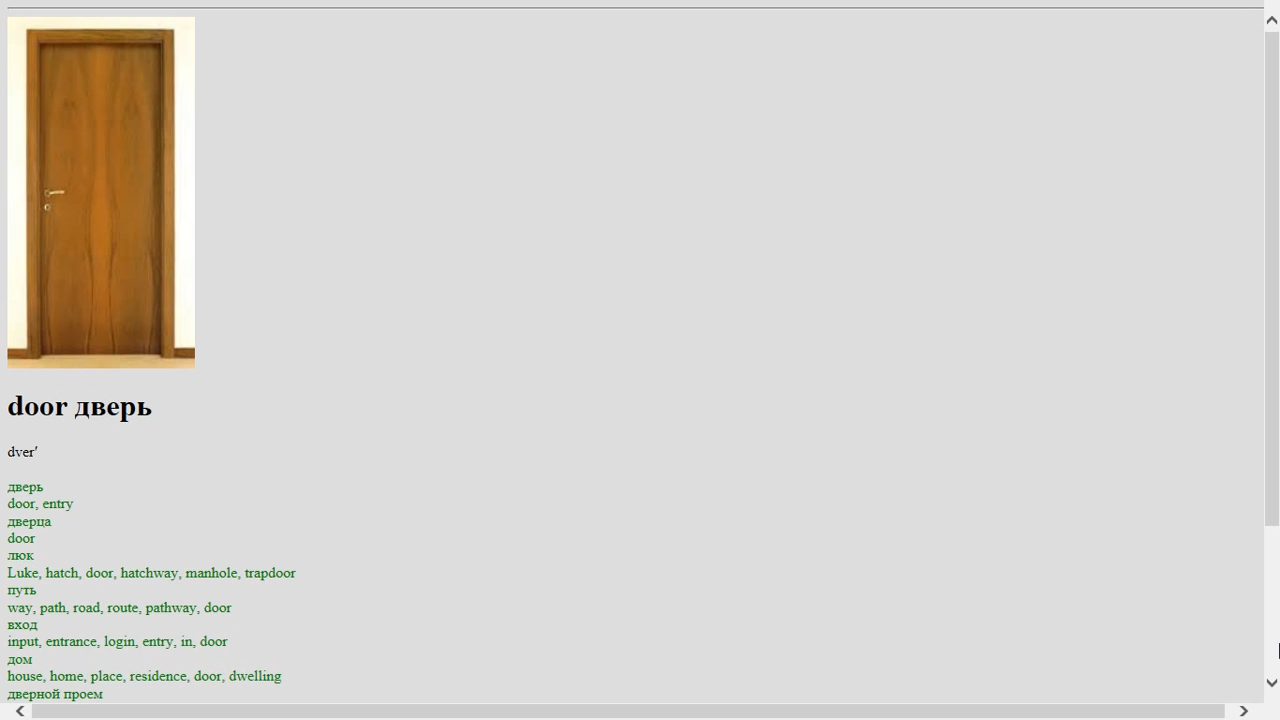 door дверь
dver′
дверь
door, entry
дверца
door
люк
Luke, hatch, door, hatchway, manhole, trapdoor
путь
way, path, road, route, pathway, door
вход
input, entrance, login, entry, in, door
дом
house, home, place, residence, door, dwelling
дверной проем